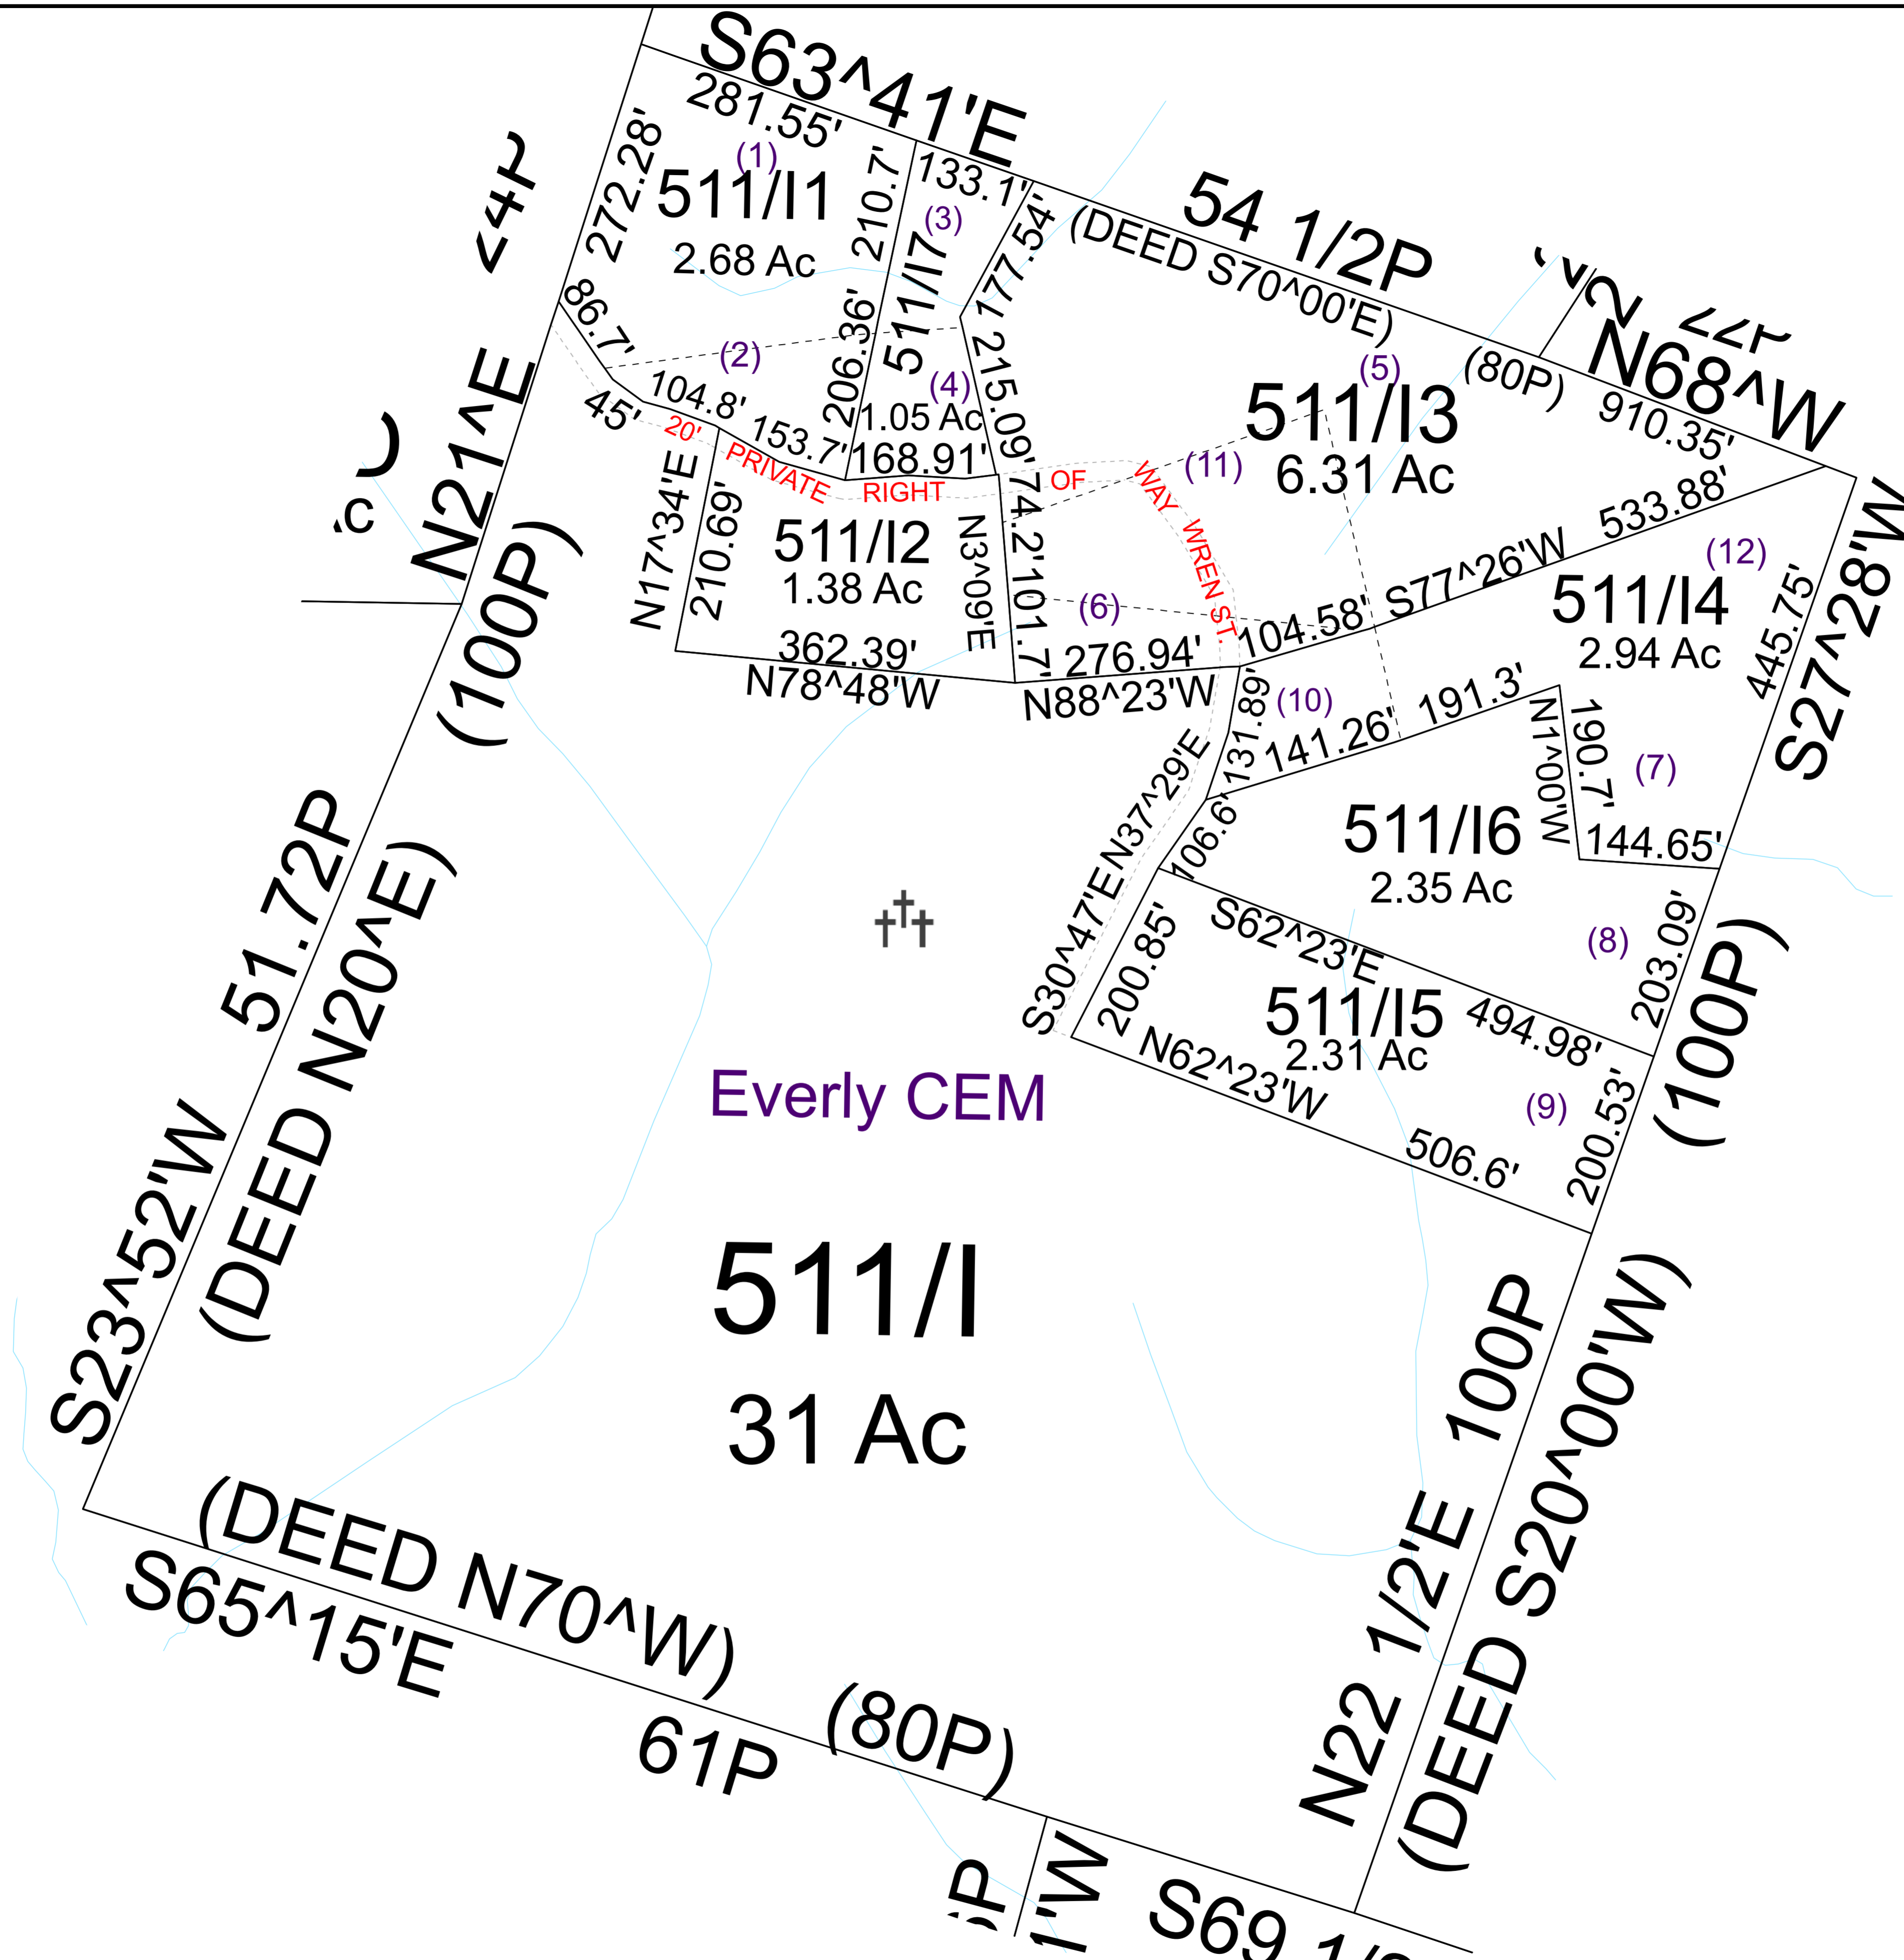 S63^41'E
281.55'
(1)
511/I1
2.68 Ac
272.28'
210.7'
133.1'
(3)
511/I7
177.54'
(DEED S70^00'E)
54 1/2P
(80P)
22P
N68^W
910.35'
24P
86.7'
(2)
206.36'
(4)
1.05 Ac
215.09'
(5)
511/I3
6.31 Ac
(11)
45'
104.8'
153.7'
168.91'
20'
PRIVATE
RIGHT
OF
WAY
WREN ST.
N21^E
(100P)
N17^34'E
210.69'
511/I2
1.38 Ac
N3^09'E
74.2'
101.7'
(6)
362.39'
N78^48'W
276.94'
N88^23'W
104.58'
S77^26'W
533.88'
(12)
511/I4
2.94 Ac
445.75'
S27^28'W
131.89'
(10)
141.26'
191.3'
N1^00'W
190.7'
(7)
144.65'
N37^29'E
106.6'
511/I6
2.35 Ac
S30^47'E
200.85'
S62^23'E
494.98'
(8)
203.09'
(100P)
511/I5
2.31 Ac
N62^23'W
506.6'
(9)
200.53'
51.72P
(DEED N20^E)
S23^52'W
Everly CEM
511/I
31 Ac
N22 1/2'E
100P
(DEED S20^00'W)
(DEED N70^W)
S65^15'E
61P
(80P)
S69